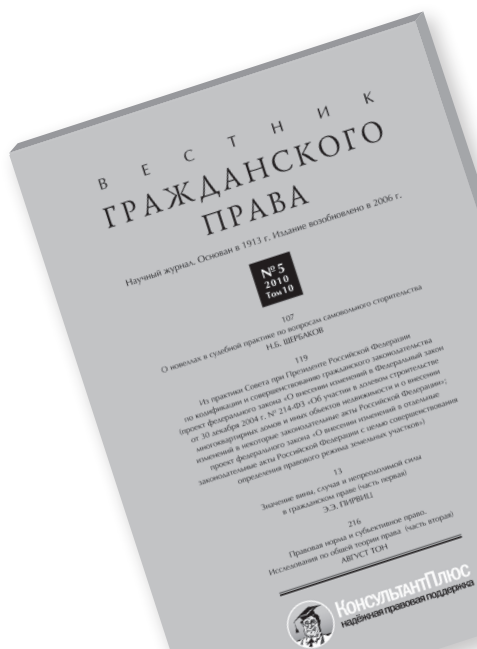 ВЕСТНИК
ГРАЖДАНСКОГО
ПРАВА
Научный журнал. Основан в 1913 г. Издание возобновлено в 2006 г.
№ 5
2010
Том 10
107
О новеллах в судебной практике по вопросам самовольного сторительства
Н.Б. ЩЕРБАКОВ
119
Из практики Совета при Президенте Российской Федерации
по кодификации и совершенствованию гражданского законодательства
(проект федерального закона «О внесении изменений в Федеральный закон
от 30 декабря 2004 г. № 214-ФЗ «Об участии в долевом строительстве
многоквартирных домов и иных объектов недвижимости и о внесении
изменений в некоторые законодательные акты Российской Федерации»;
проект федерального закона «О внесении изменений в отдельные
законодательные акты Российской Федерации с целью совершенствования
определения правового режима земельных участков»)
13
Значение вины, случая и непреодолимой силы
в гражданском праве (часть первая)
Э.Э. ПИРВИЦ
216
Правовая норма и субъективное право.
Исследования по общей теории права (часть вторая)
АВГУСТ ТОН
КонсультантПлюс
надёжная правовая поддержка